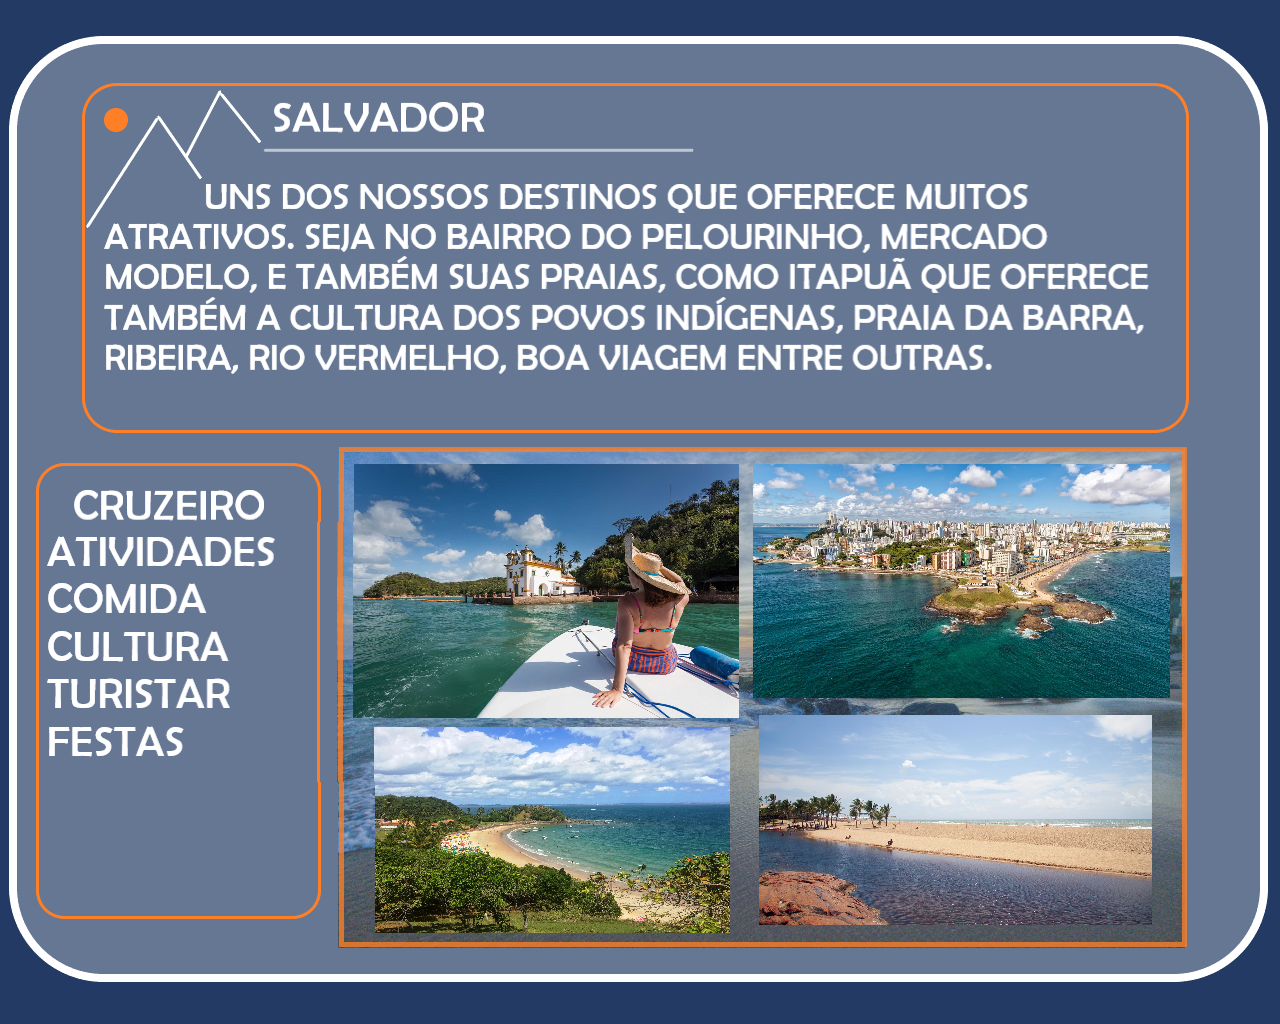 SALVADOR
UNS DOS NOSSOS DESTINOS QUE OFERECE MUITOS
ATRATIVOS. SEJA NO BAIRRO DO PELOURINHO, MERCADO
MODELO, E TAMBÉM SUAS PRAIAS, COMO ITAPUÃ QUE OFERECE
TAMBÉM A CULTURA DOS POVOS INDÍGENAS, PRAIA DA BARRA,
RIBEIRA, RIO VERMELHO, BOA VIAGEM ENTRE OUTRAS.
CRUZEIRO
ATIVIDADES
COMIDA
CULTURA
TURISTAR
FESTAS